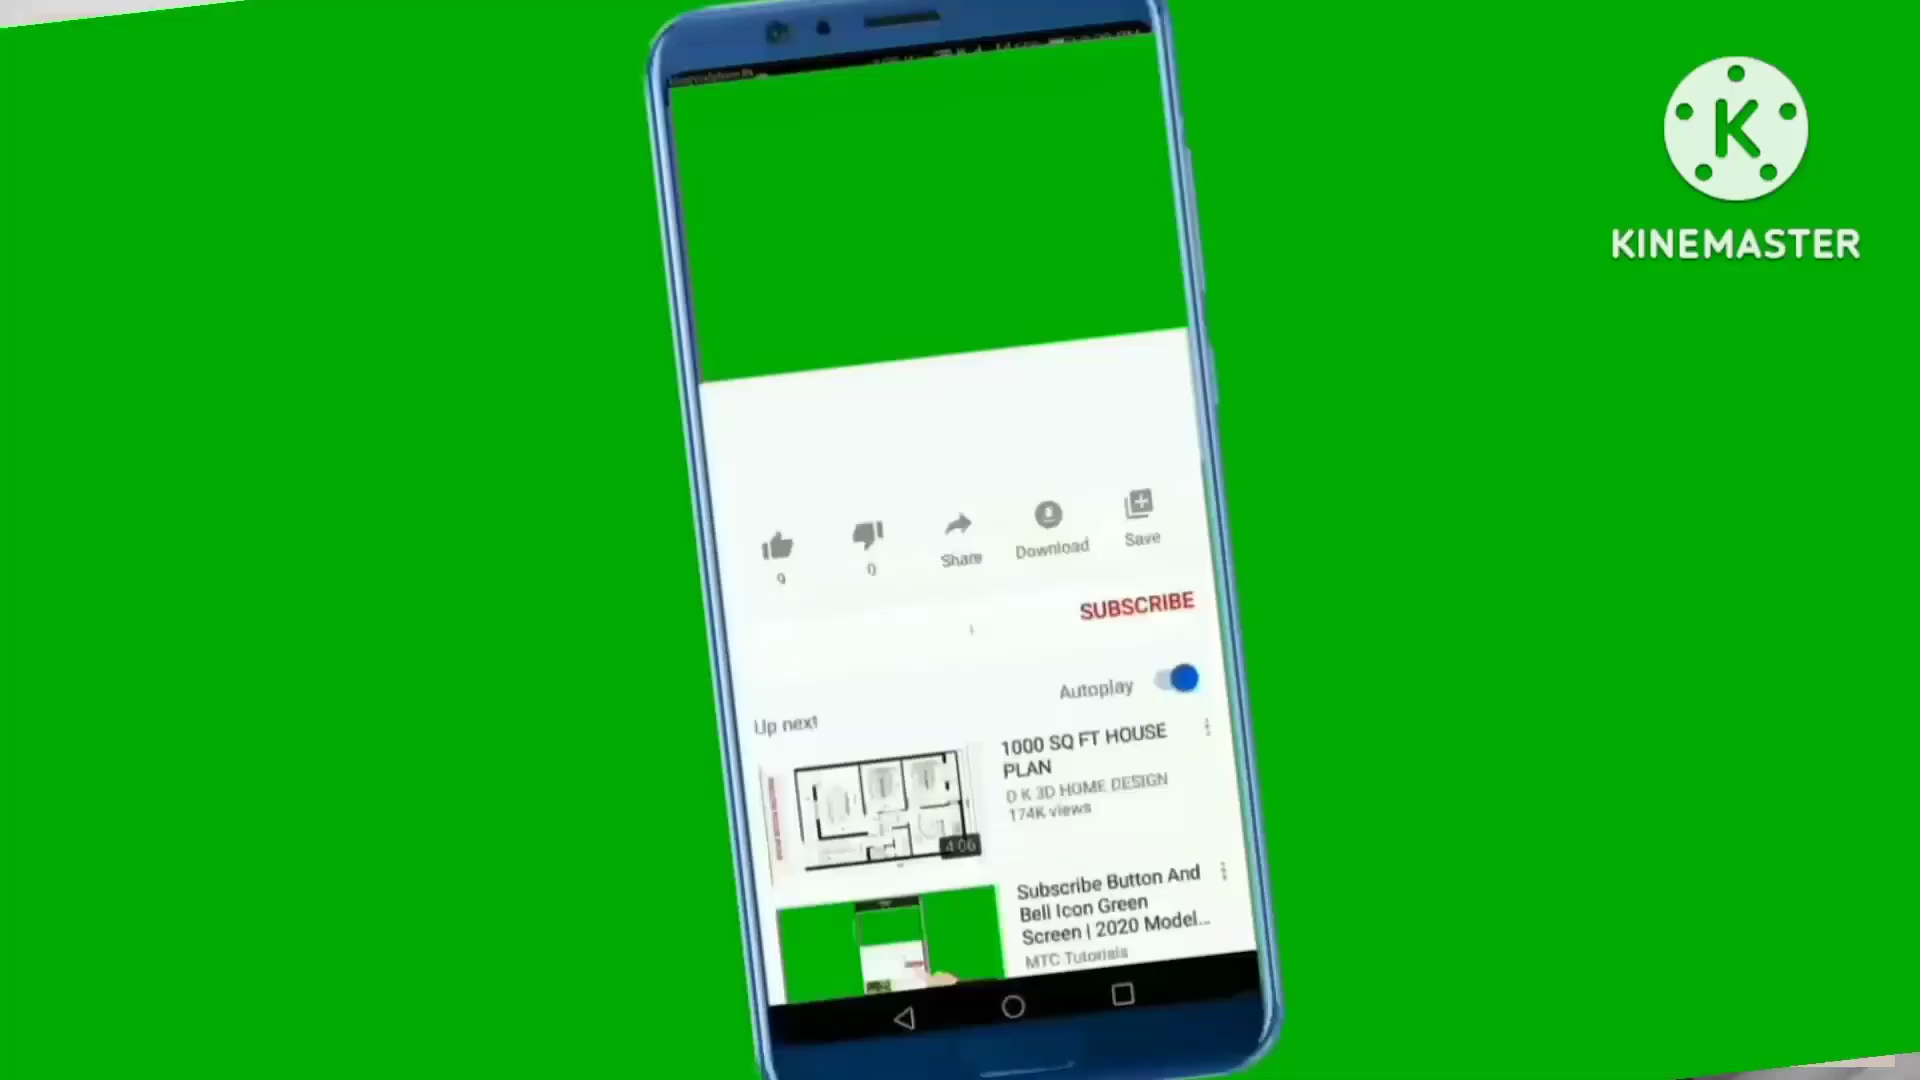 KINEMASTER
9
0
Share
Download
Save
SUBSCRIBE
Autoplay
Up next
1000 SQ FT HOUSE
PLAN
D K 3D HOME DESIGN
174K views
4:06
Subscribe Button And
Bell Icon Green
Screen | 2020 Model...
MTC Tutorials